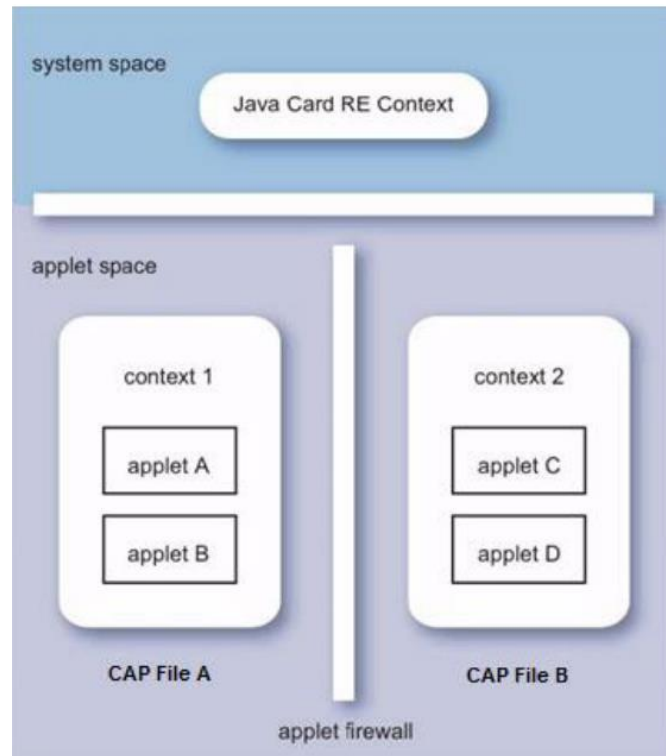 system space
Java Card RE Context
applet space
context 1
applet A
applet B
CAP File A
context 2
applet C
applet D
CAP File B
applet firewall